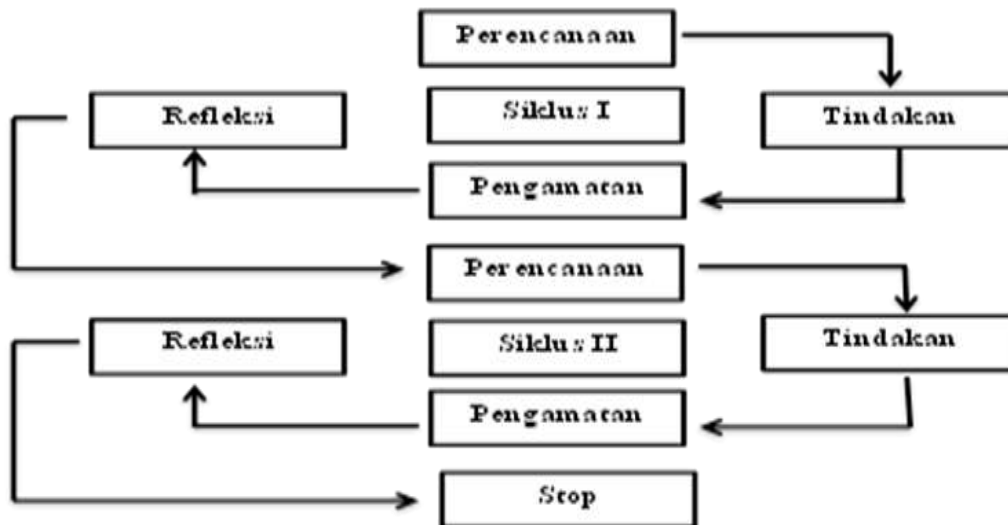 Perencanaan
Refleksi
Siklus I
Tindakan
Pengamatan
Perencanaan
Refleksi
Siklus II
Tindakan
Pengamatan
Stop